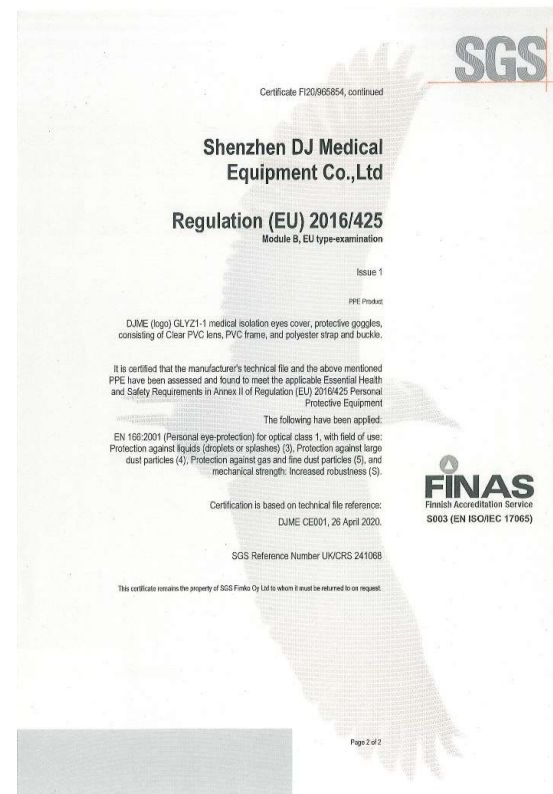 SGS
Certificate FI20/965854, continued
Shenzhen DJ Medical
Equipment Co.,Ltd
Regulation (EU) 2016/425
Module B, EU type-examination
Issue 1
PPE Product
DJME (logo) GLYZ1-1 medical isolation eyes cover, protective goggles,
consisting of Clear PVC lens, PVC frame, and polyester strap and buckle.
It is certified that the manufacturer's technical file and the above mentioned
PPE have been assessed and found to meet the applicable Essential Health
and Safety Requirements in Annex II of Regulation (EU) 2016/425 Personal
Protective Equipment
The following have been applied:
EN 166:2001 (Personal eye-protection) for optical class 1, with field of use:
Protection against liquids (droplets or splashes) (3), Protection against large
dust particles (4), Protection against gas and fine dust particles (5), and
mechanical strength: Increased robustness (S).
FINAS
Finnish Accreditation Service
S003 (EN ISO/IEC 17065)
Certification is based on technical file reference:
DJME CE001, 26 April 2020.
SGS Reference Number UK/CRS 241068
This certificate remains the property of SGS Fimko Oy Ltd to whom it must be returned to on request.
Page 2 of 2